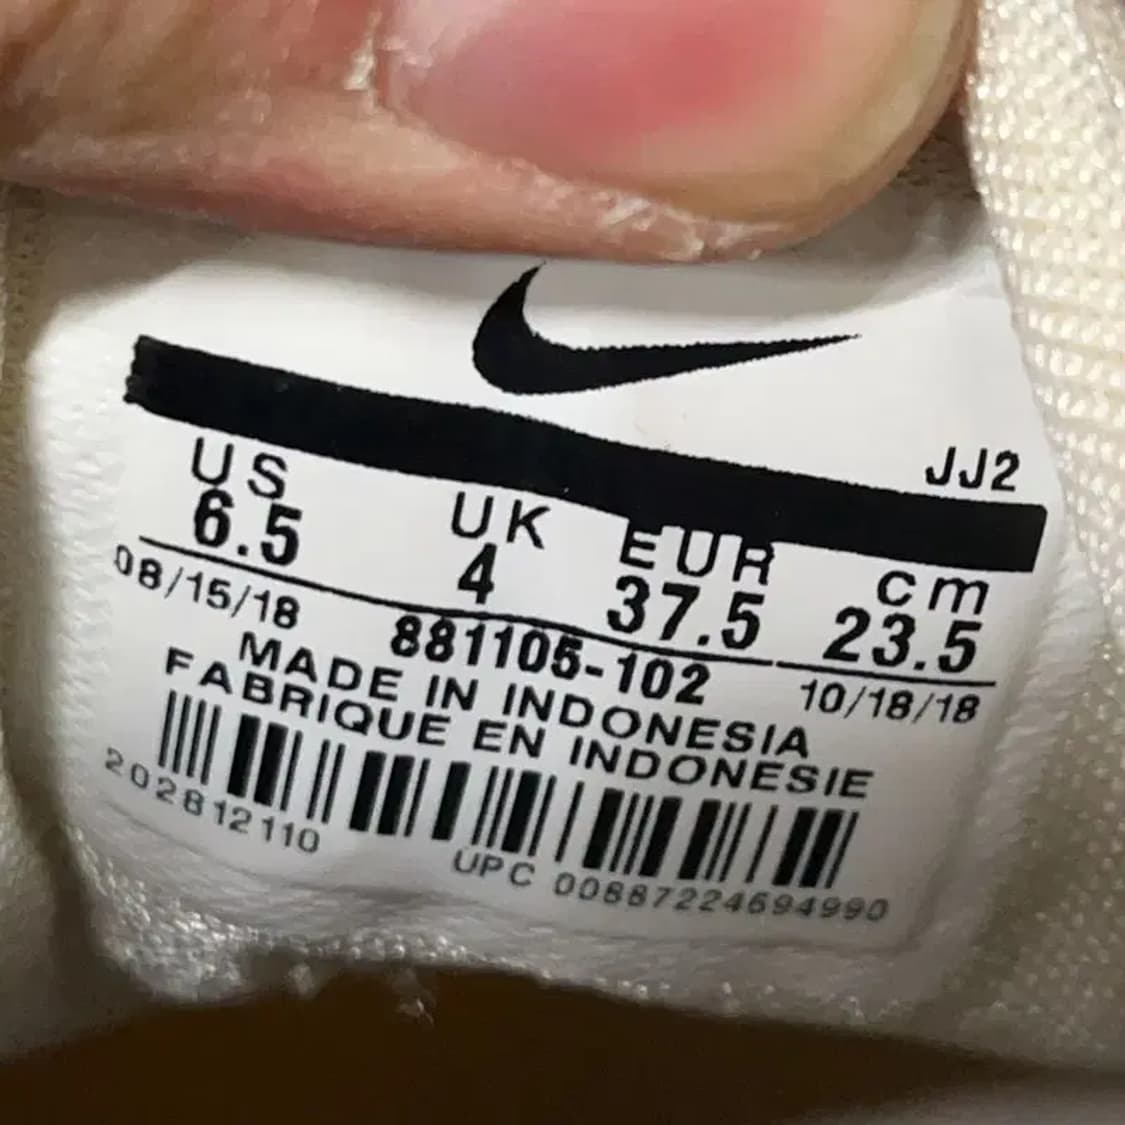 JJ2
US UK EUR cm
6.5 4 37.5 23.5
08/15/18 881105-102 10/18/18
MADE IN INDONESIA
FABRIQUE EN INDONESIE
202812110
UPC 00887224694990